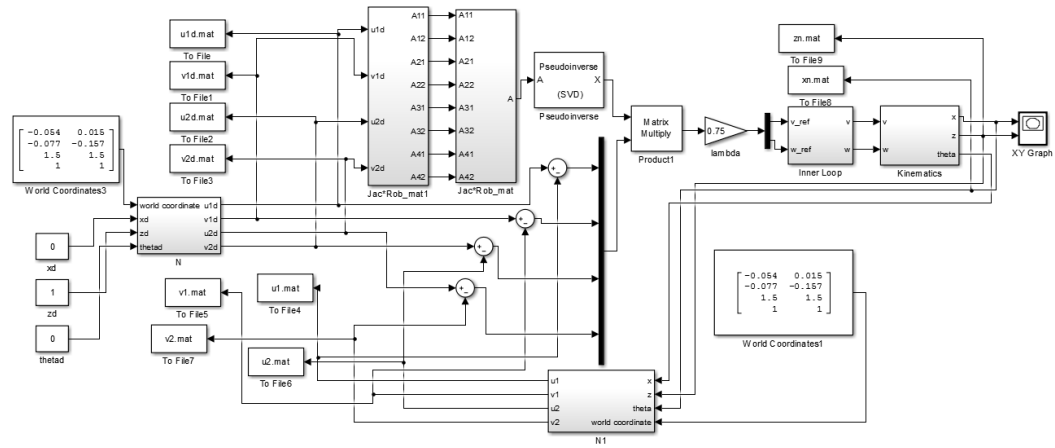 u1d.mat
To File
v1d.mat
To File1
u2d.mat
To File2
v2d.mat
To File3
-0.054 0.015
-0.077 -0.157
1.5 1.5
1 1
World Coordinates3
0
xd
1
zd
0
thetad
world coordinate u1d
xd v1d
zd u2d
thetad v2d
N
u1d
v1d
u2d
v2d
A11
A12
A21
A22
A31
A32
A41
A42
Jac*Rob_mat1
A11
A12
A21
A22
A31
A32
A41
A42
A
Jac*Rob_mat
Pseudoinverse
A X
(SVD)
Pseudoinverse
Matrix
Multiply
Product1
0.75
lambda
v_ref v
w_ref w
Inner Loop
v x
z
w theta
Kinematics
zn.mat
To File9
xn.mat
To File8
XY Graph
v1.mat
To File5
u1.mat
To File4
v2.mat
To File7
u2.mat
To File6
-0.054 0.015
-0.077 -0.157
1.5 1.5
1 1
World Coordinates1
u1 x
v1 z
u2 theta
v2 world coordinate
N1